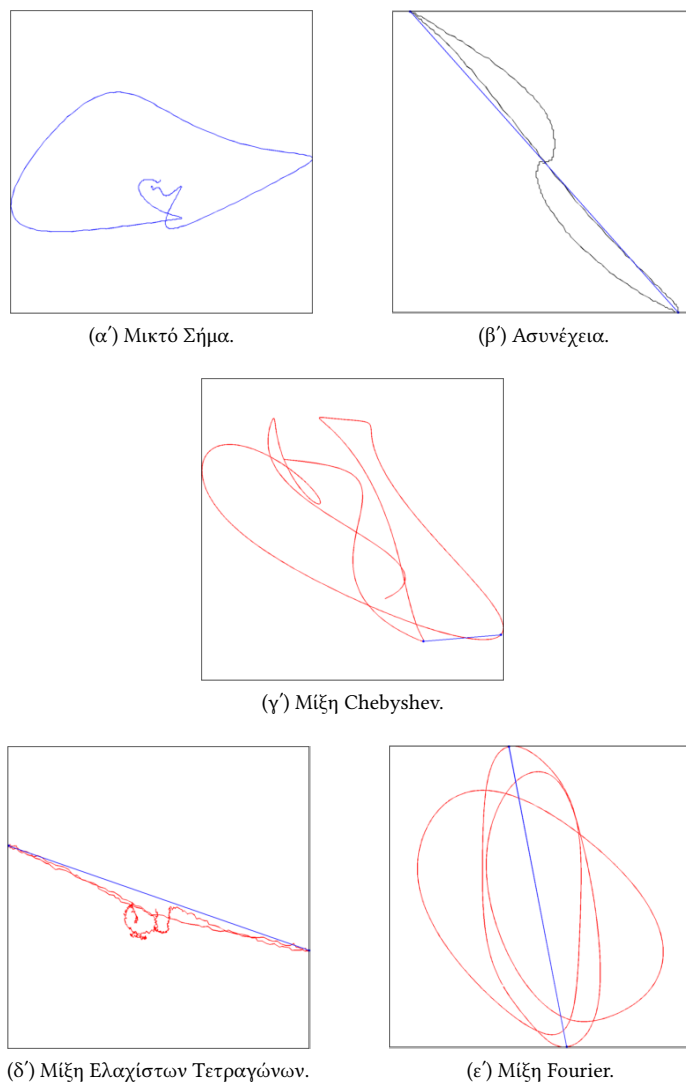 (α′) Μικτό Σήμα.
(β′) Ασυνέχεια.
(γ′) Μίξη Chebyshev.
(δ′) Μίξη Ελαχίστων Τετραγώνων.
(ε′) Μίξη Fourier.